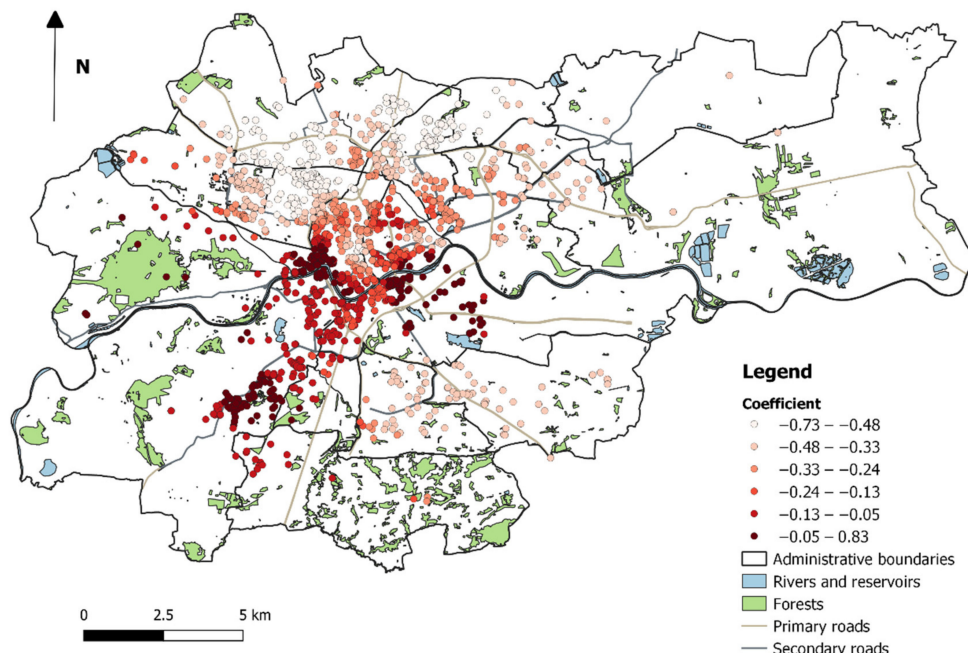 N
Legend
Coefficient
−0.73 – −0.48
−0.48 – −0.33
−0.33 – −0.24
−0.24 – −0.13
−0.13 – −0.05
−0.05 – 0.83
Administrative boundaries
Rivers and reservoirs
Forests
Primary roads
Secondary roads
0 2.5 5 km